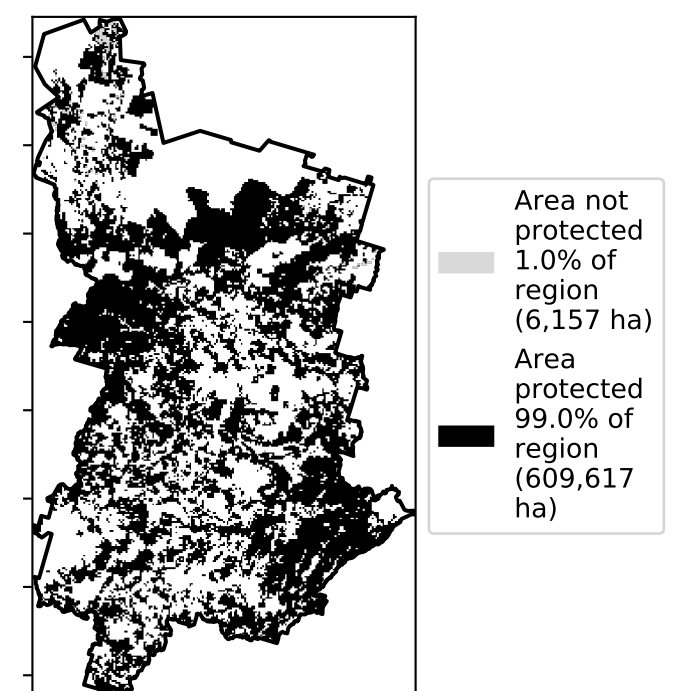 Area not
protected
1.0% of
region
(6,157 ha)
Area
protected
99.0% of
region
(609,617
ha)